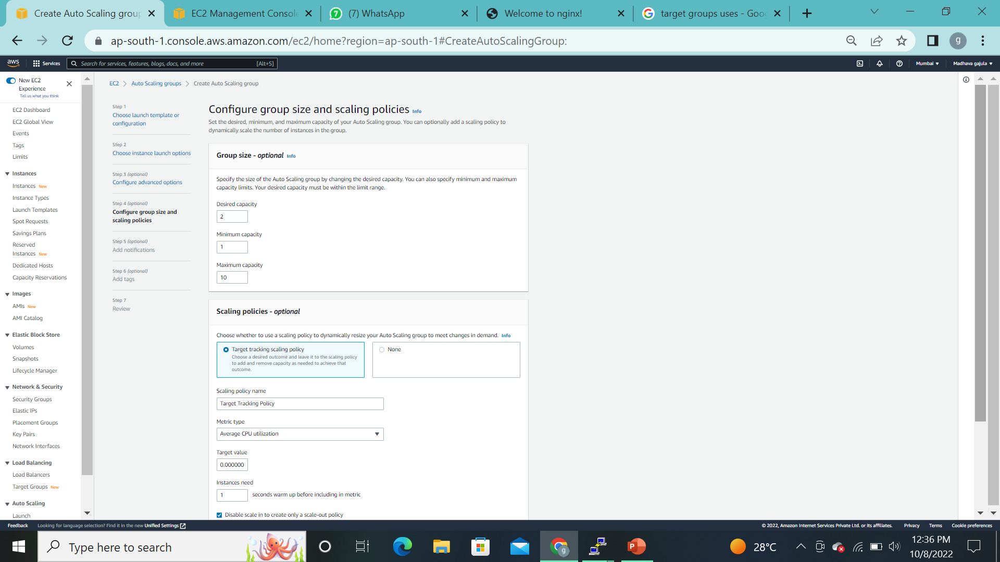 Create Auto Scaling group
EC2 Management Console
(7) WhatsApp
Welcome to nginx!
target groups uses - Goo
ap-south-1.console.aws.amazon.com/ec2/home?region=ap-south-1#CreateAutoScalingGroup:
g
aws
Services
Search for services, features, blogs, docs, and more
[Alt+S]
Mumbai
Madhava gajula
New EC2
Experience
Tell us what you think
EC2 Dashboard
EC2 Global View
Events
Tags
Limits
Instances
Instances New
Instance Types
Launch Templates
Spot Requests
Savings Plans
Reserved
Instances New
Dedicated Hosts
Capacity Reservations
Images
AMIs New
AMI Catalog
Elastic Block Store
Volumes
Snapshots
Lifecycle Manager
Network & Security
Security Groups
Elastic IPs
Placement Groups
Key Pairs
Network Interfaces
Load Balancing
Load Balancers
Target Groups New
Auto Scaling
Launch
EC2 > Auto Scaling groups > Create Auto Scaling group
Step 1
Choose launch template or
configuration
Step 2
Choose instance launch options
Step 3 (optional)
Configure advanced options
Step 4 (optional)
Configure group size and
scaling policies
Step 5 (optional)
Add notifications
Step 6 (optional)
Add tags
Step 7
Review
Configure group size and scaling policies Info
Set the desired, minimum, and maximum capacity of your Auto Scaling group. You can optionally add a scaling policy to
dynamically scale the number of instances in the group.
Group size - optional Info
Specify the size of the Auto Scaling group by changing the desired capacity. You can also specify minimum and maximum
capacity limits. Your desired capacity must be within the limit range.
Desired capacity
2
Minimum capacity
1
Maximum capacity
10
Scaling policies - optional
Choose whether to use a scaling policy to dynamically resize your Auto Scaling group to meet changes in demand. Info
Target tracking scaling policy
Choose a desired outcome and leave it to the scaling policy
to add and remove capacity as needed to achieve that
outcome.
None
Scaling policy name
Target Tracking Policy
Metric type
Average CPU utilization
Target value
0.000000
Instances need
1 seconds warm up before including in metric
Disable scale in to create only a scale-out policy
Feedback
Looking for language selection? Find it in the new Unified Settings
© 2022, Amazon Internet Services Private Ltd. or its affiliates.
Privacy
Terms
Cookie preferences
Type here to search
28°C
12:36 PM
10/8/2022